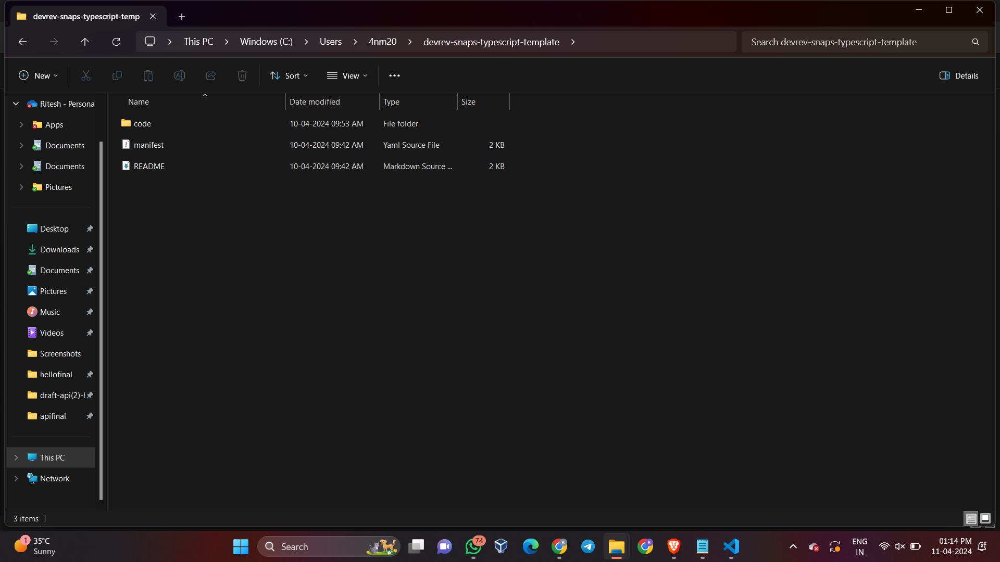 devrev-snaps-typescript-temp
This PC
Windows (C:)
Users
4nm20
devrev-snaps-typescript-template
Search devrev-snaps-typescript-template
New
Sort
View
Details
Ritesh - Persona
Apps
Documents
Documents
Pictures
Desktop
Downloads
Documents
Pictures
Music
Videos
Screenshots
hellofinal
draft-api(2)-l
apifinal
This PC
Network
Name Date modified Type Size
code 10-04-2024 09:53 AM File folder
manifest 10-04-2024 09:42 AM Yaml Source File 2 KB
README 10-04-2024 09:42 AM Markdown Source ... 2 KB
3 items
1
35°C
Sunny
Search
74
R
R
ENG
IN
01:14 PM
11-04-2024